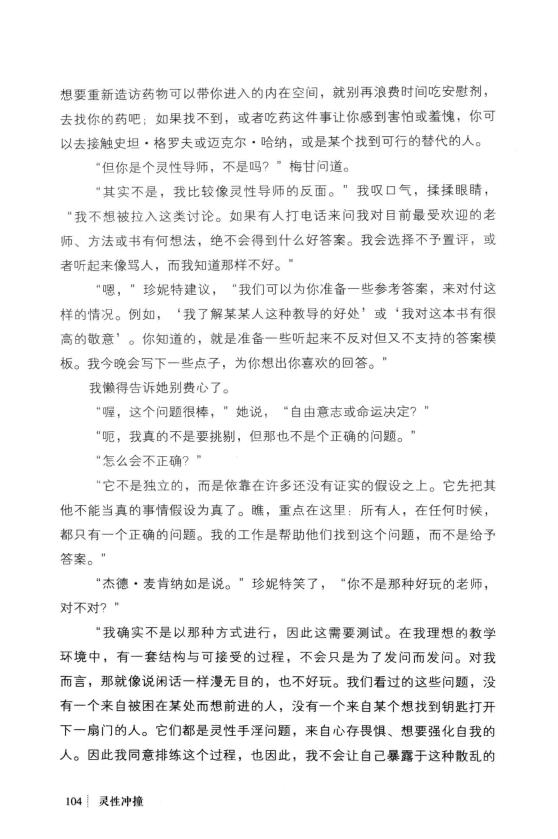 想要重新造访药物可以带你进入的内在空间，就别再浪费时间吃安慰剂，
去找你的药吧；如果找不到，或者吃药这件事让你感到害怕或羞愧，你可
以去接触史坦·格罗夫或迈克尔·哈纳，或是某个找到可行的替代的人。
“但你是个灵性导师，不是吗？”梅甘问道。
“其实不是，我比较像灵性导师的反面。”我叹口气，揉揉眼睛，
“我不想被拉入这类讨论。如果有人打电话来问我对目前最受欢迎的老
师、方法或书有何想法，绝不会得到什么好答案。我会选择不予置评，或
者听起来像骂人，而我知道那样不好。”
“嗯，”珍妮特建议，“我们可以为你准备一些参考答案，来对付这
样的情况。例如，‘我了解某某人这种教导的好处’或‘我对这本书有很
高的敬意’。你知道的，就是准备一些听起来不反对但又不支持的答案模
板。我今晚会写下一些点子，为你想出你喜欢的回答。”
我懒得告诉她别费心了。
“喔，这个问题很棒，”她说，“自由意志或命运决定？”
“呃，我真的不是要挑剔，但那也不是个正确的问题。”
“怎么会不正确？”
“它不是独立的，而是依靠在许多还没有证实的假设之上。它先把其
他不能当真的事情假设为真了。瞧，重点在这里：所有人，在任何时候，
都只有一个正确的问题。我的工作是帮助他们找到这个问题，而不是给予
答案。”
“杰德·麦肯纳如是说。”珍妮特笑了，“你不是那种好玩的老师，
对不对？”
“我确实不是以那种方式进行，因此这需要测试。在我理想的教学
环境中，有一套结构与可接受的过程，不会只是为了发问而发问。对我
而言，那就像说闲话一样漫无目的，也不好玩。我们看过的这些问题，没
有一个来自被困在某处而想前进的人，没有一个来自某个想找到钥匙打开
下一扇门的人。它们都是灵性手淫问题，来自心存畏惧、想要强化自我的
人。因此我同意排练这个过程，也因此，我不会让自己暴露于这种散乱的
104 灵性冲撞